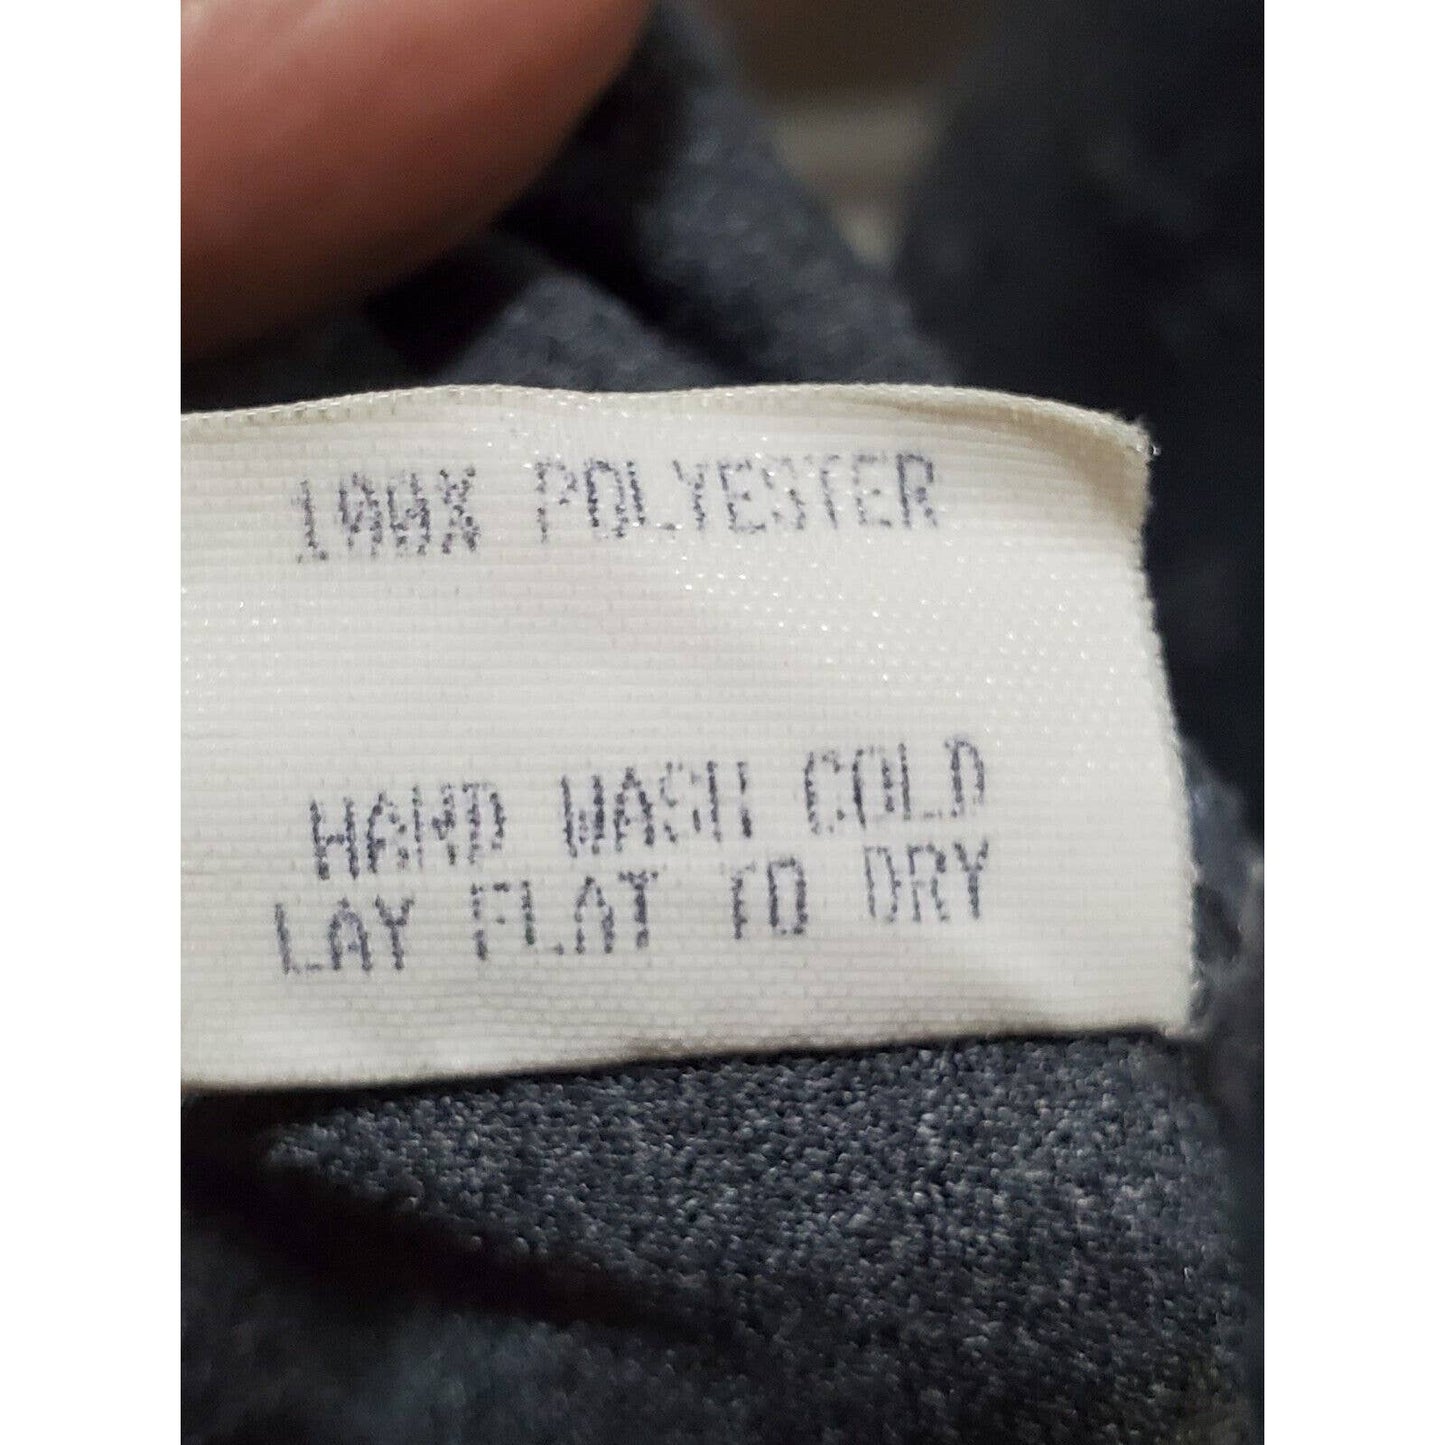 100% POLYESTER
HAND WASH COLD
LAY FLAT TO DRY